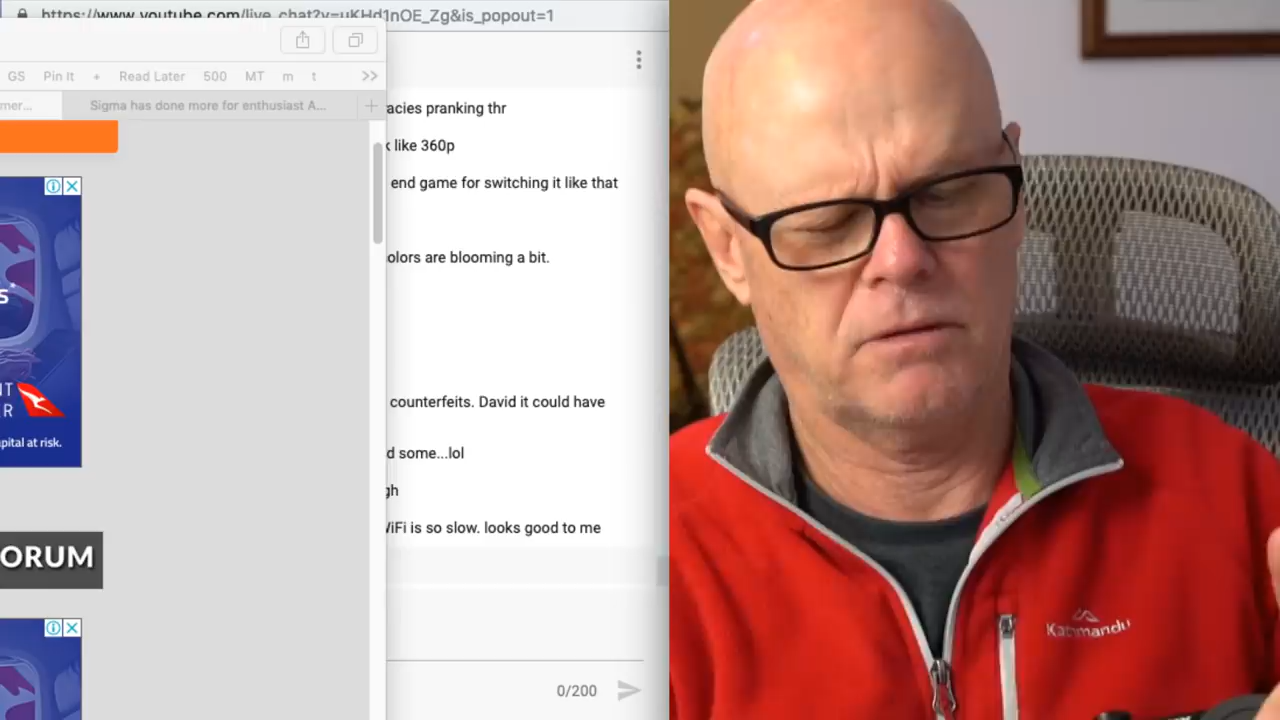 https://www.youtube.com/live_chat?v=uKHd1nOE_Zg&is_popout=1
GS Pin It + Read Later 500 MT m t >>
mer... Sigma has done more for enthusiast A... +
acies pranking thr
like 360p
end game for switching it like that
olors are blooming a bit.
s*
NT
ER
pital at risk.
counterfeits. David it could have
d some...lol
gh
ORUM
WiFi is so slow. looks good to me
Kathmandu
0/200